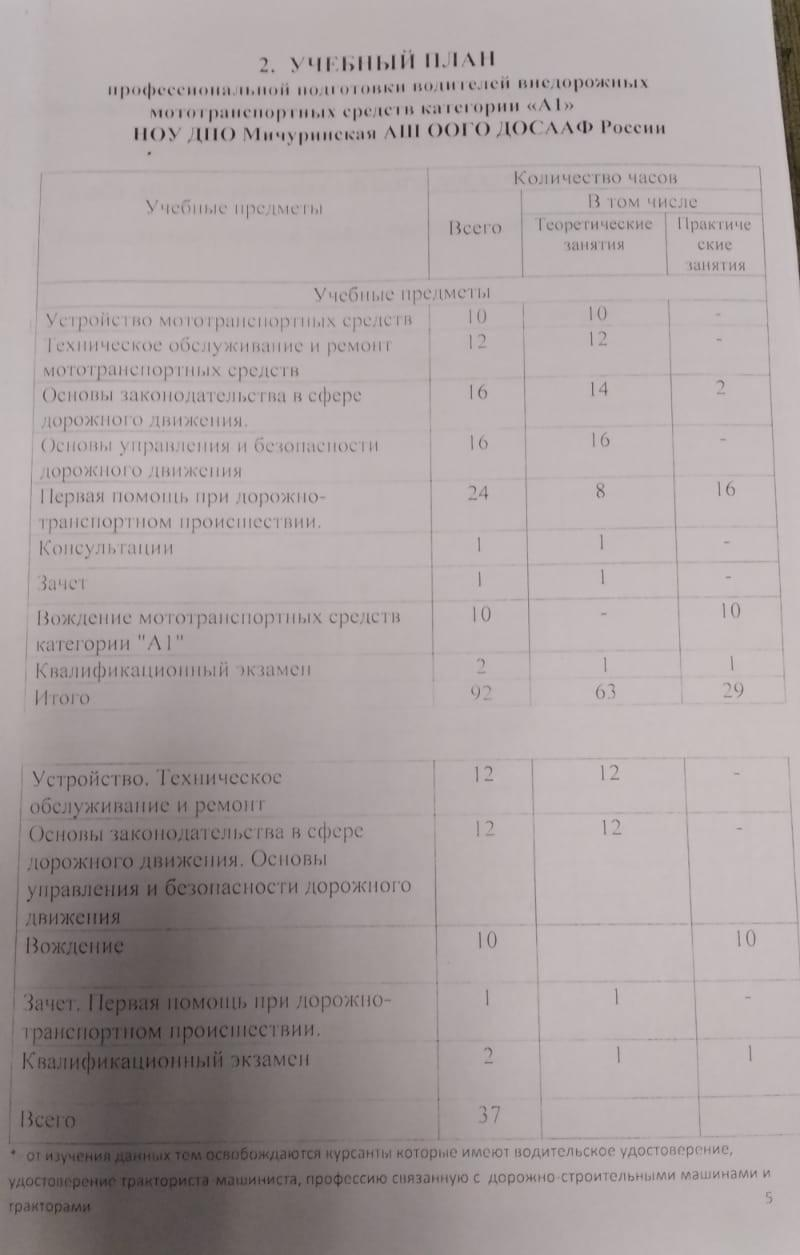 2. УЧЕБНЫЙ ПЛАН
профессиональной подготовки водителей внедорожных
мототранспортных средств категории «А1»
НОУ ДПО Мичуринская АШ ООГО ДОСААФ России
Учебные предметы
Количество часов
Всего
В том числе
Теоретические
занятия
Практиче
ские
занятия
Учебные предметы
Устройство мототранспортных средств 10 10 -
Техническое обслуживание и ремонт 12 12 -
мототранспортных средств
Основы законодательства в сфере 16 14 2
дорожного движения.
Основы управления и безопасности 16 16 -
дорожного движения
Первая помощь при дорожно- 24 8 16
транспортном происшествии.
Консультации 1 1 -
Зачет 1 1 -
Вождение мототранспортных средств 10 - 10
категории "А1"
Квалификационный экзамен 2 1 1
Итого 92 63 29
Устройство. Техническое 12 12 -
обслуживание и ремонт
Основы законодательства в сфере 12 12 -
дорожного движения. Основы
управления и безопасности дорожного
движения
Вождение 10 10
Зачет. Первая помощь при дорожно- 1 1 -
транспортном происшествии.
Квалификационный экзамен 2 1 1
Всего 37
* от изучения данных тем освобождаются курсанты которые имеют водительское удостоверение,
удостоверение тракториста-машиниста, профессию связанную с дорожно-строительными машинами и
тракторами
5